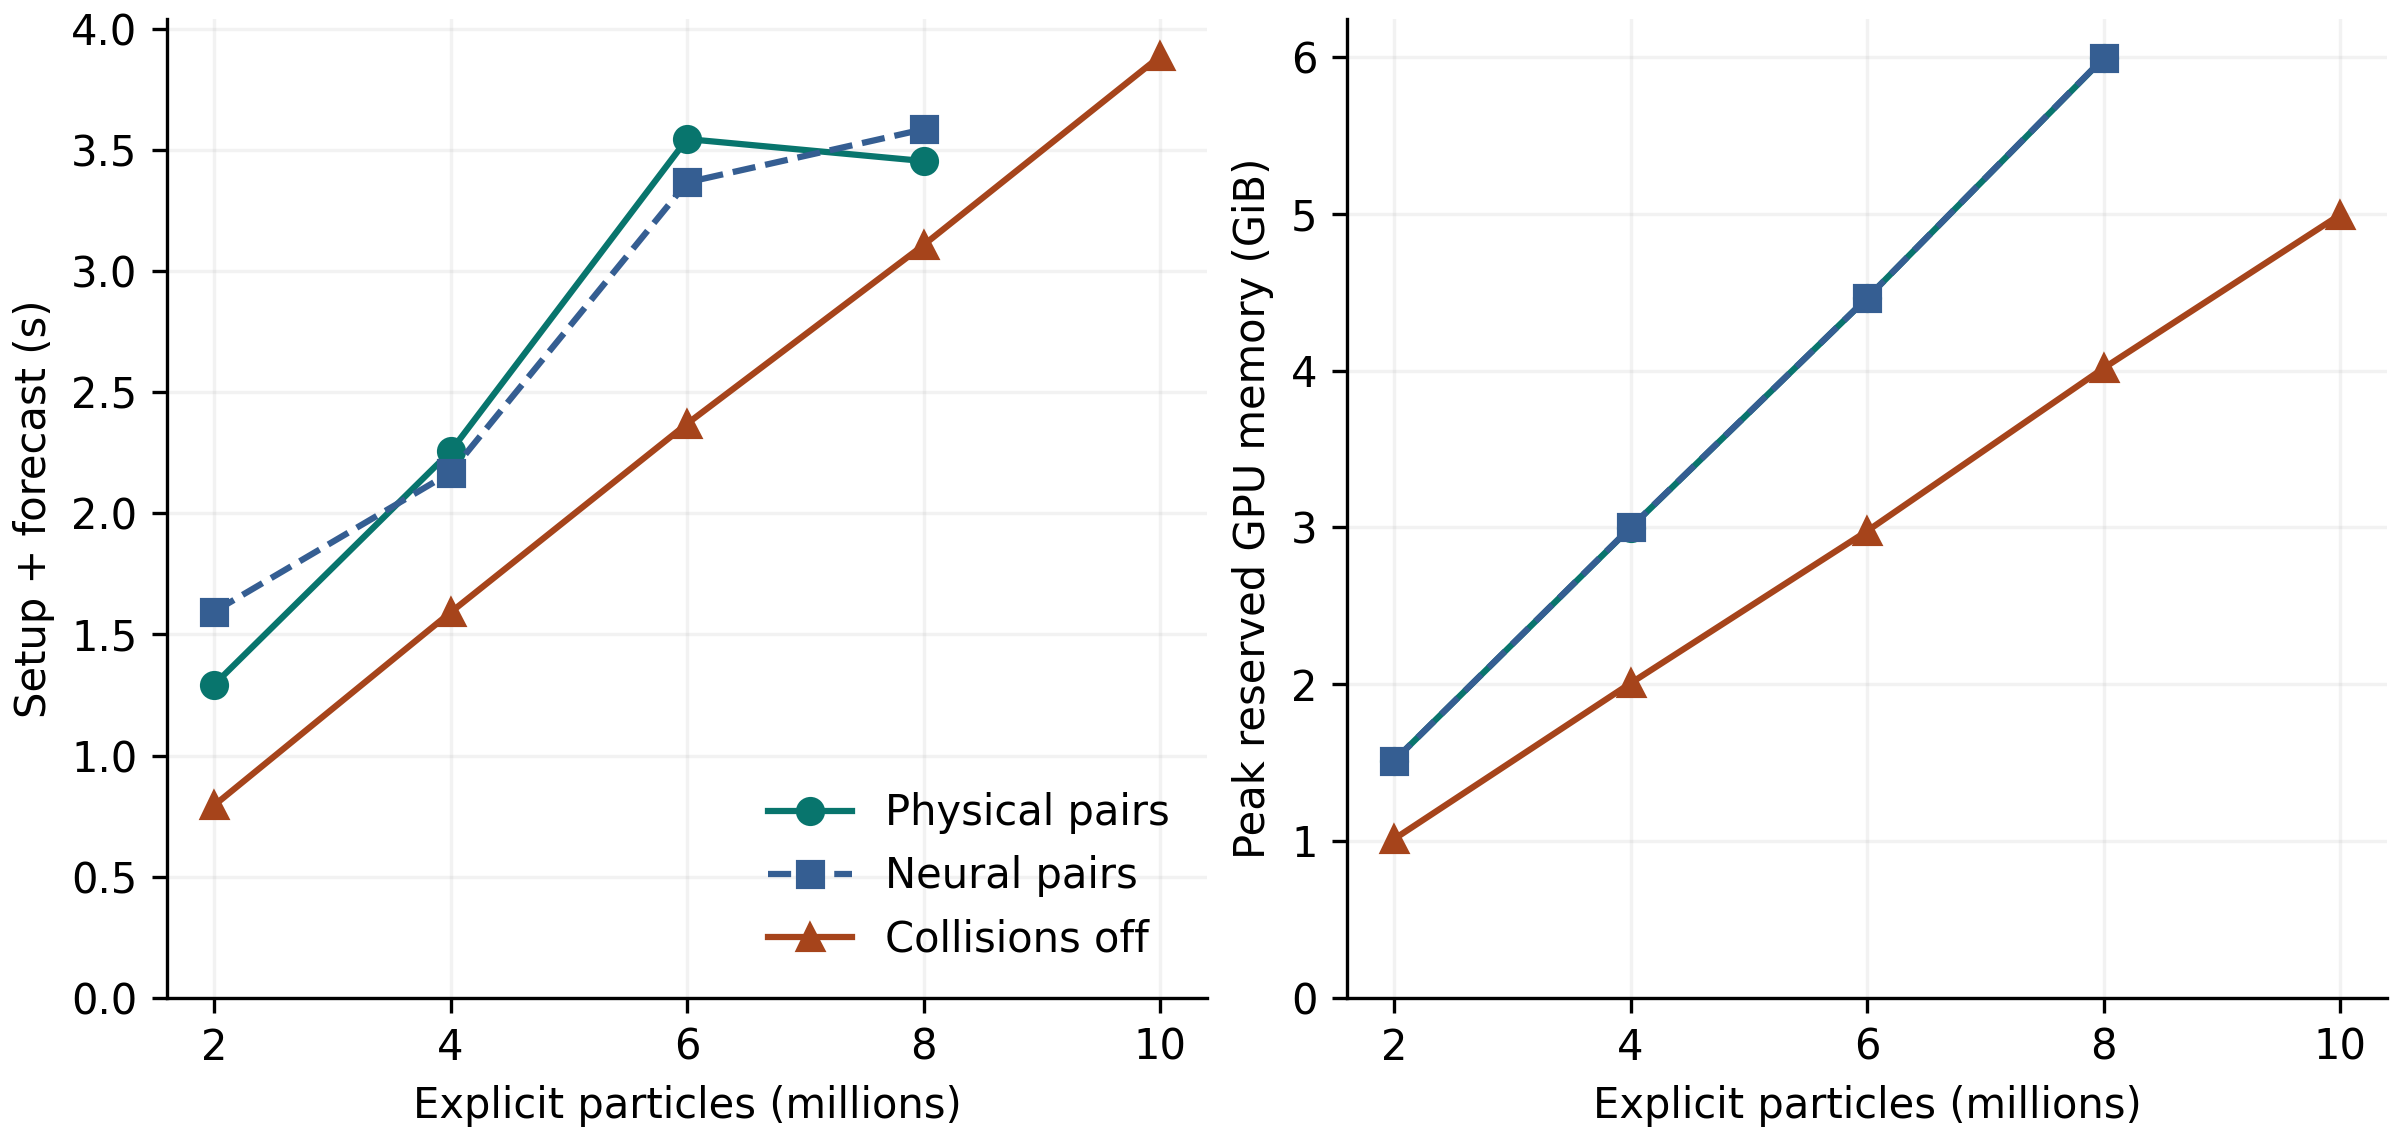 Setup + forecast (s)
4.0
3.5
3.0
2.5
2.0
1.5
1.0
0.5
0.0
2 4 6 8 10
Explicit particles (millions)
Physical pairs
Neural pairs
Collisions off
Peak reserved GPU memory (GiB)
6
5
4
3
2
1
0
2 4 6 8 10
Explicit particles (millions)